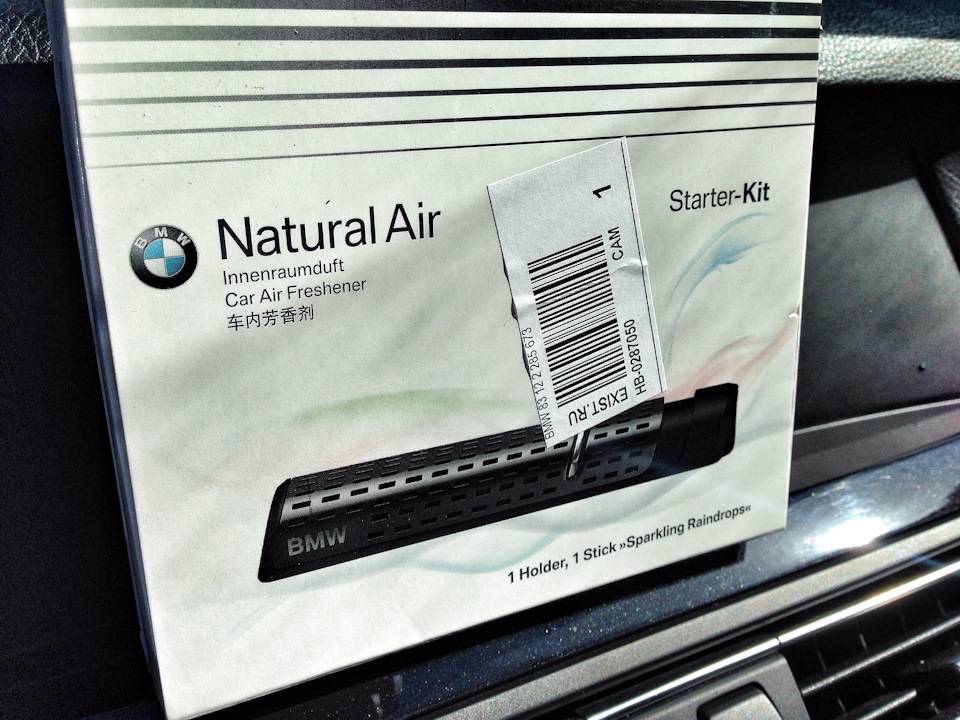 BMW
Natural Air
Innenraumduft
Car Air Freshener
车内芳香剂
Starter-Kit
1
CAM
BMW 83 12 2 285 673
HB-0287050
EXIST.RU
BMW
1 Holder, 1 Stick »Sparkling Raindrops«